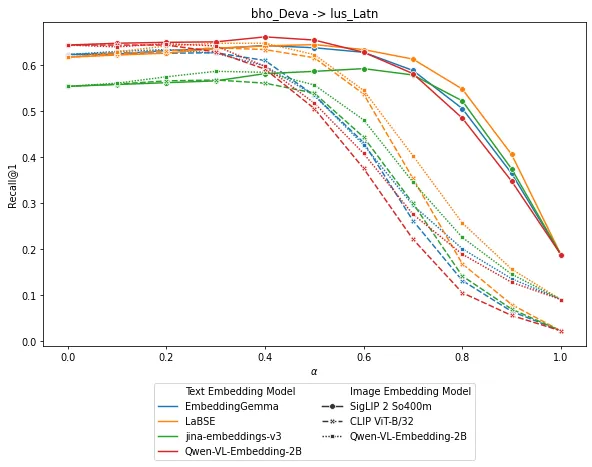 bho_Deva -> lus_Latn
Recall@1
0.6
0.5
0.4
0.3
0.2
0.1
0.0
0.0 0.2 0.4 0.6 0.8 1.0
α
Text Embedding Model
EmbeddingGemma
LaBSE
jina-embeddings-v3
Qwen-VL-Embedding-2B
Image Embedding Model
SigLIP 2 So400m
CLIP ViT-B/32
Qwen-VL-Embedding-2B